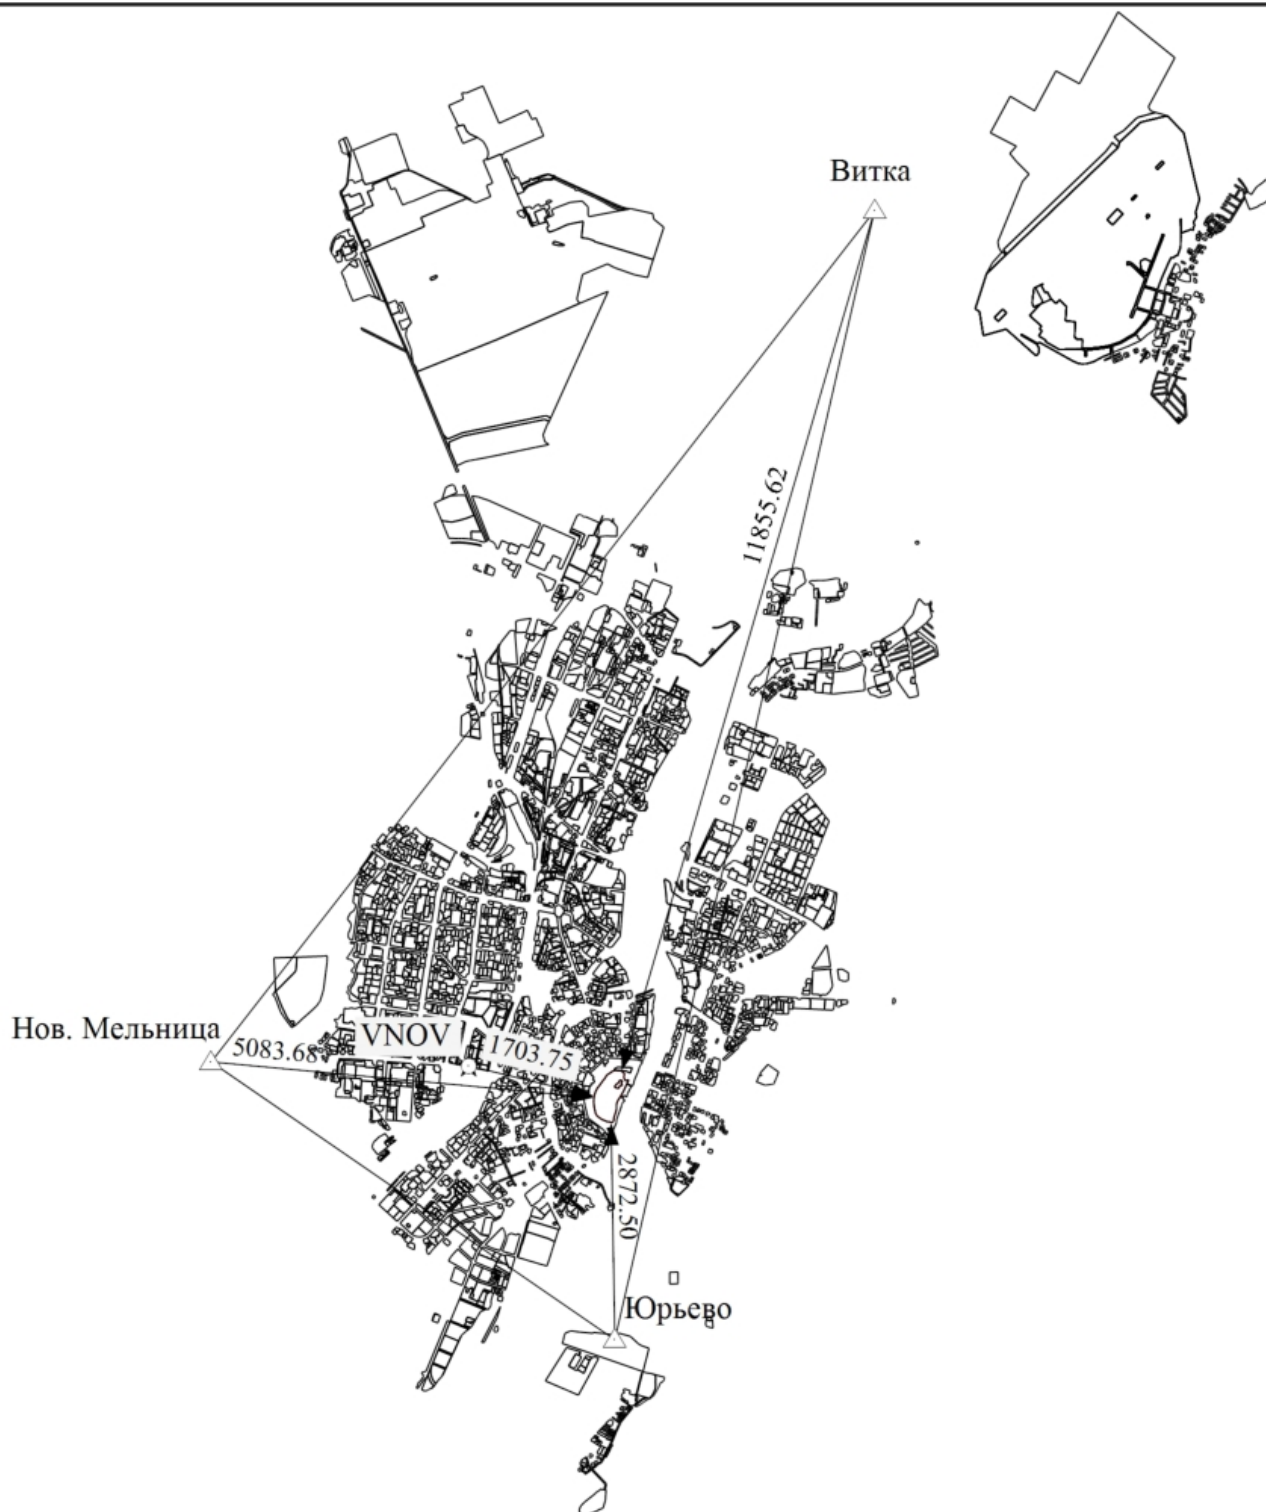 Витка
11855.62
Нов. Мельница
5083.68
VNOV
1703.75
2872.50
Юрьево